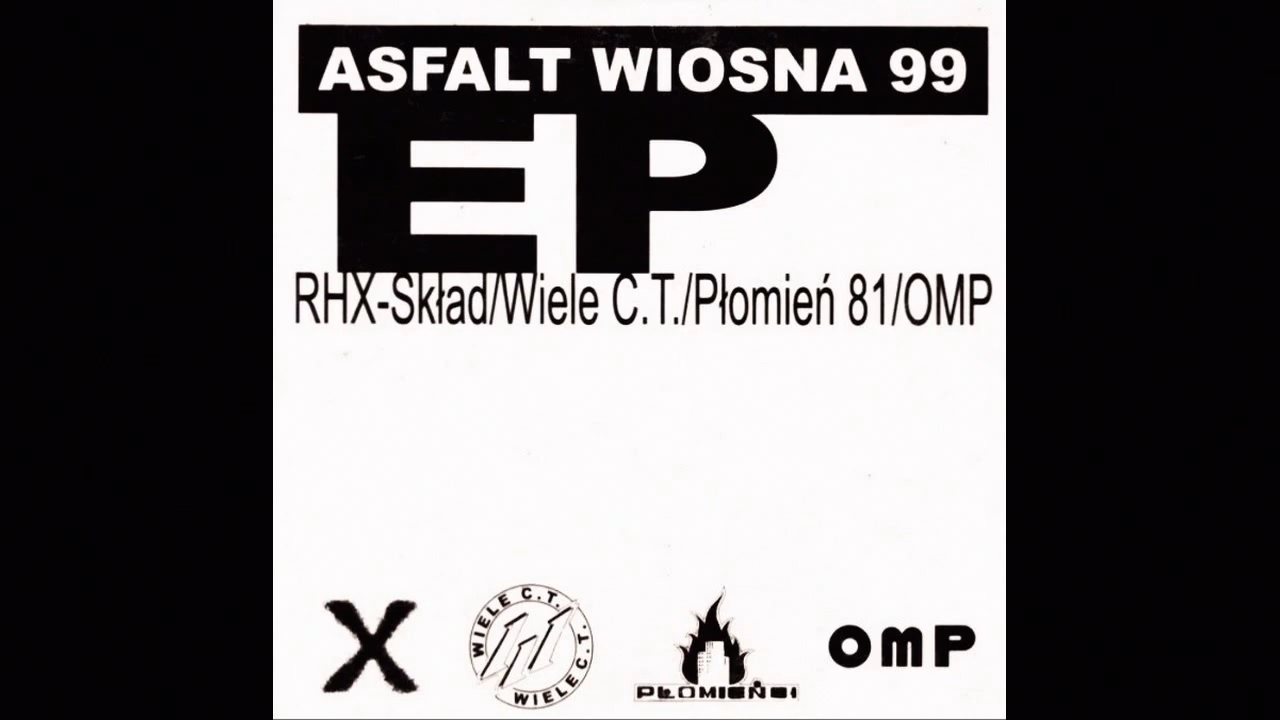 ASFALT WIOSNA 99
EP
RHX-Skład/Wiele C.T./Płomień 81/OMP
X
WIELE C.T.
WIELE C.T.
PŁOMIEŃ 81
OMP